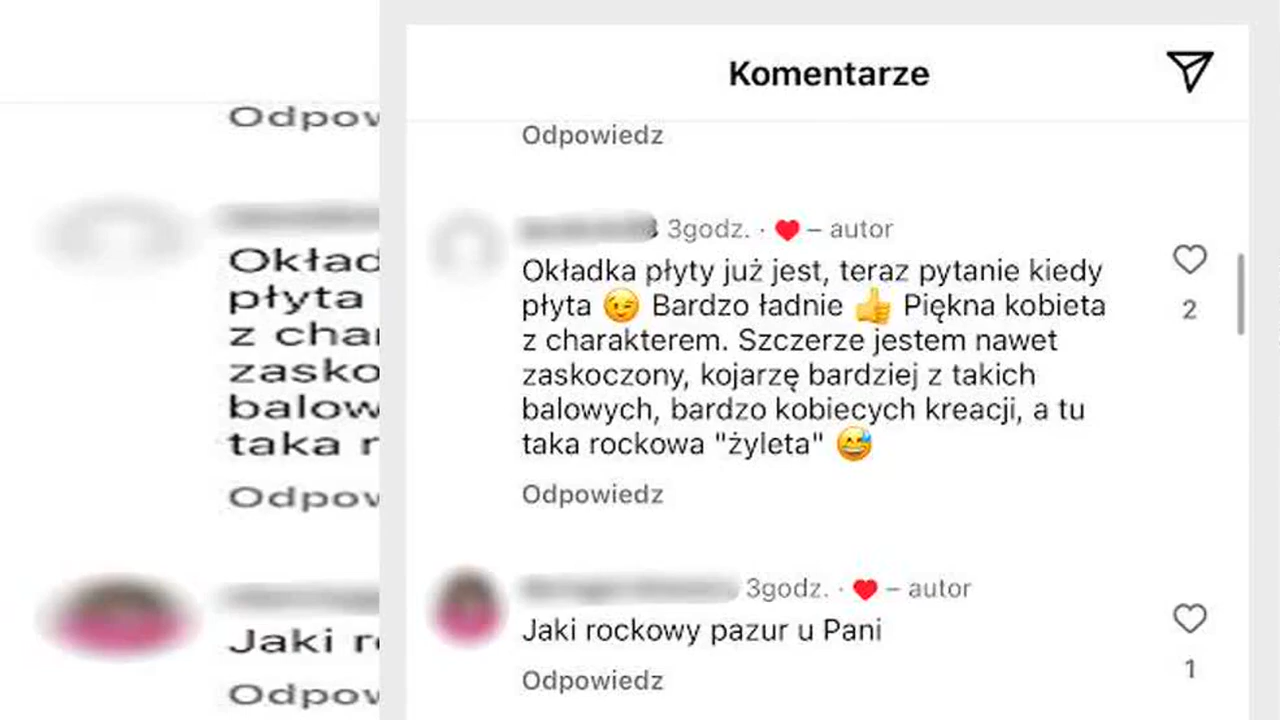 Komentarze
Odpow
Odpowiedz
3godz. · ❤️ – autor
Okładka płyty już jest, teraz pytanie kiedy
płyta 😉 Bardzo ładnie 👍 Piękna kobieta
z charakterem. Szczerze jestem nawet
zaskoczony, kojarzę bardziej z takich
balowych, bardzo kobiecych kreacji, a tu
taka rockowa "żyleta" 😅
2
Odpowiedz
3godz. · ❤️ – autor
Jaki rockowy pazur u Pani
1
Odpowiedz
Okład
płyta
z char
zasko
balow
taka r
Odpow
Jaki ro
Odpow